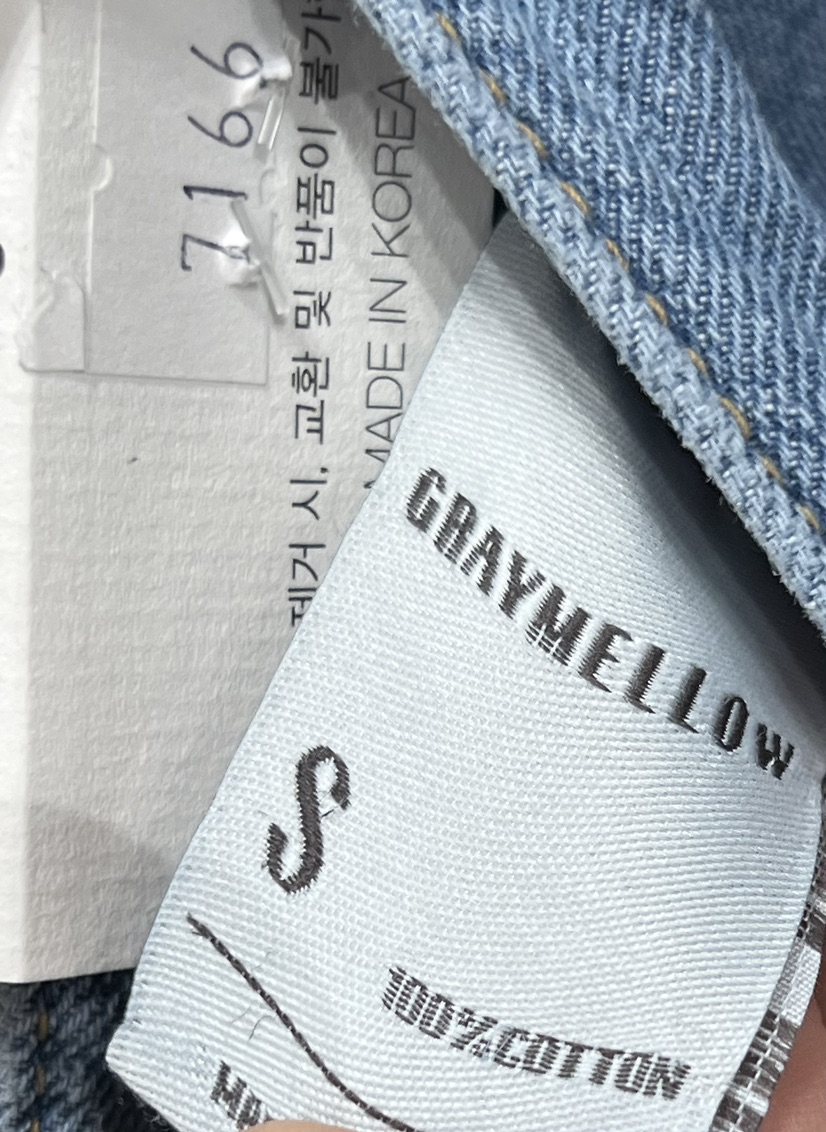 7166
제거 시, 교환 및 반품이 불가
MADE IN KOREA
GRAYMELLOW
S
100%COTTON